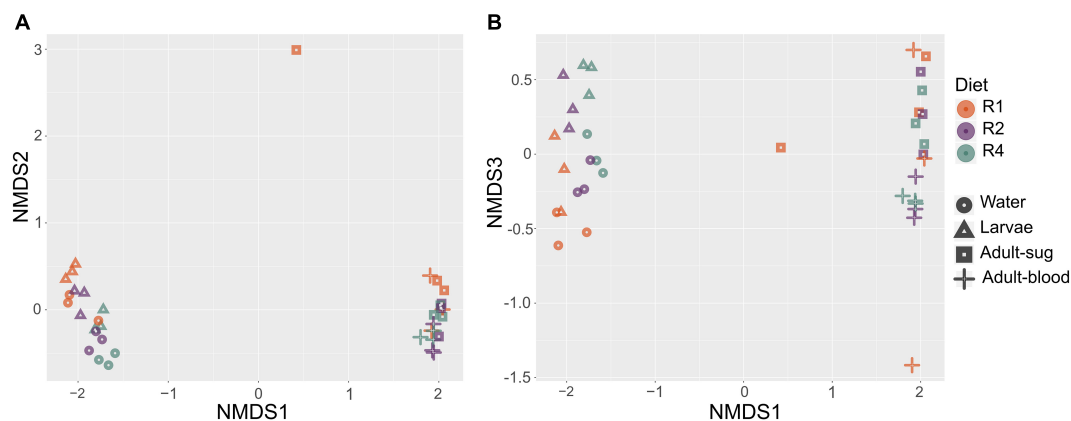 A
3
2
1
0
NMDS2
−2
−1
0
1
2
NMDS1
B
0.5
0
-0.5
-1.0
-1.5
NMDS3
−2
−1
0
1
2
NMDS1
Diet
R1
R2
R4
Water
Larvae
Adult-sug
Adult-blood